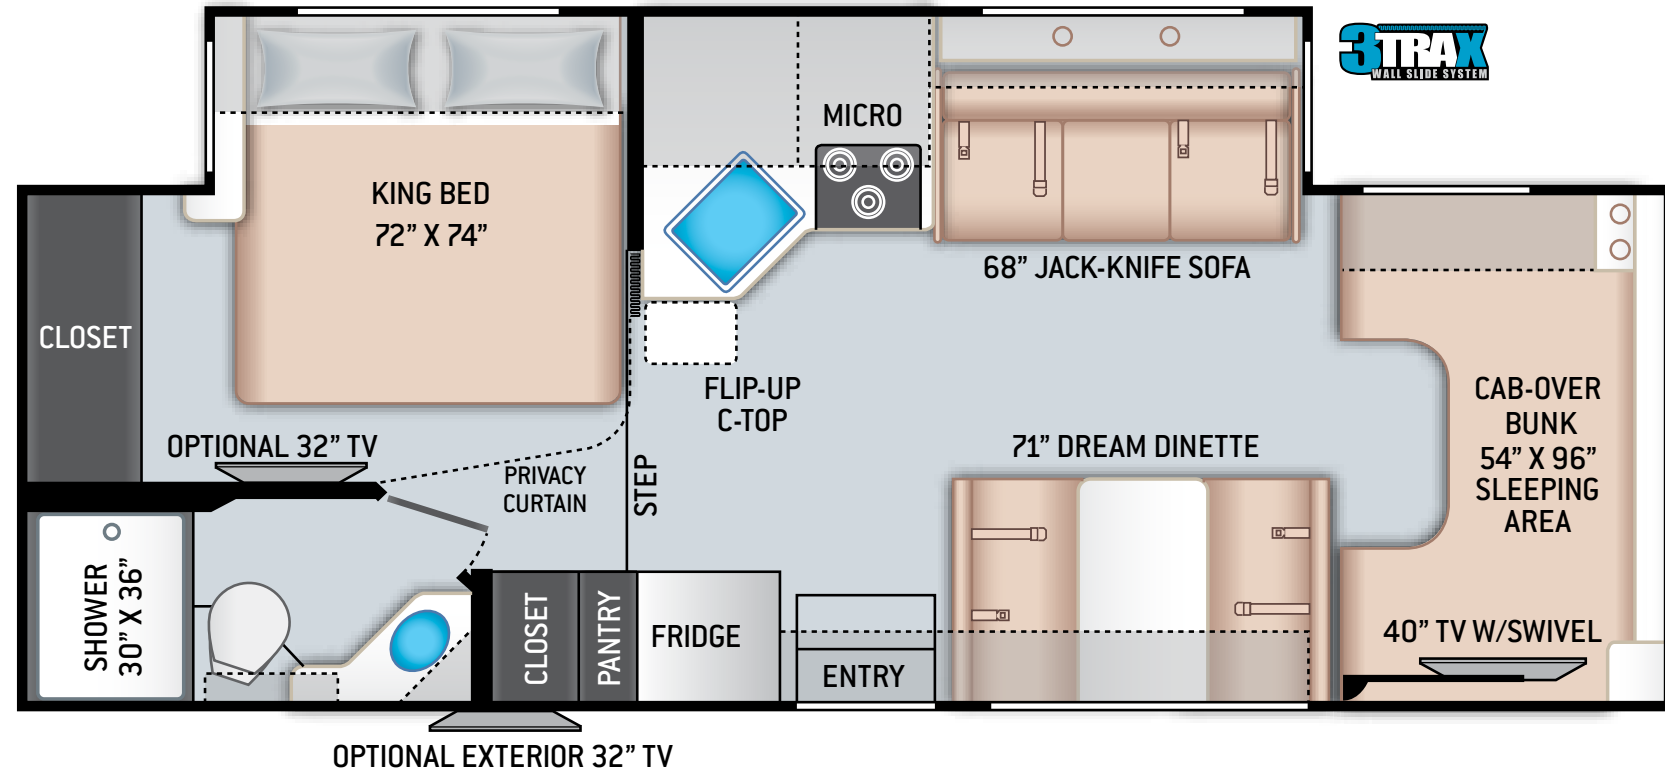 3TRAX
WALL SLIDE SYSTEM
MICRO
KING BED
72” X 74”
68” JACK-KNIFE SOFA
CLOSET
FLIP-UP
C-TOP
CAB-OVER
BUNK
54” X 96”
SLEEPING
AREA
OPTIONAL 32” TV
71” DREAM DINETTE
PRIVACY
CURTAIN
STEP
SHOWER
30” X 36”
CLOSET
PANTRY
FRIDGE
ENTRY
40” TV W/SWIVEL
OPTIONAL EXTERIOR 32” TV